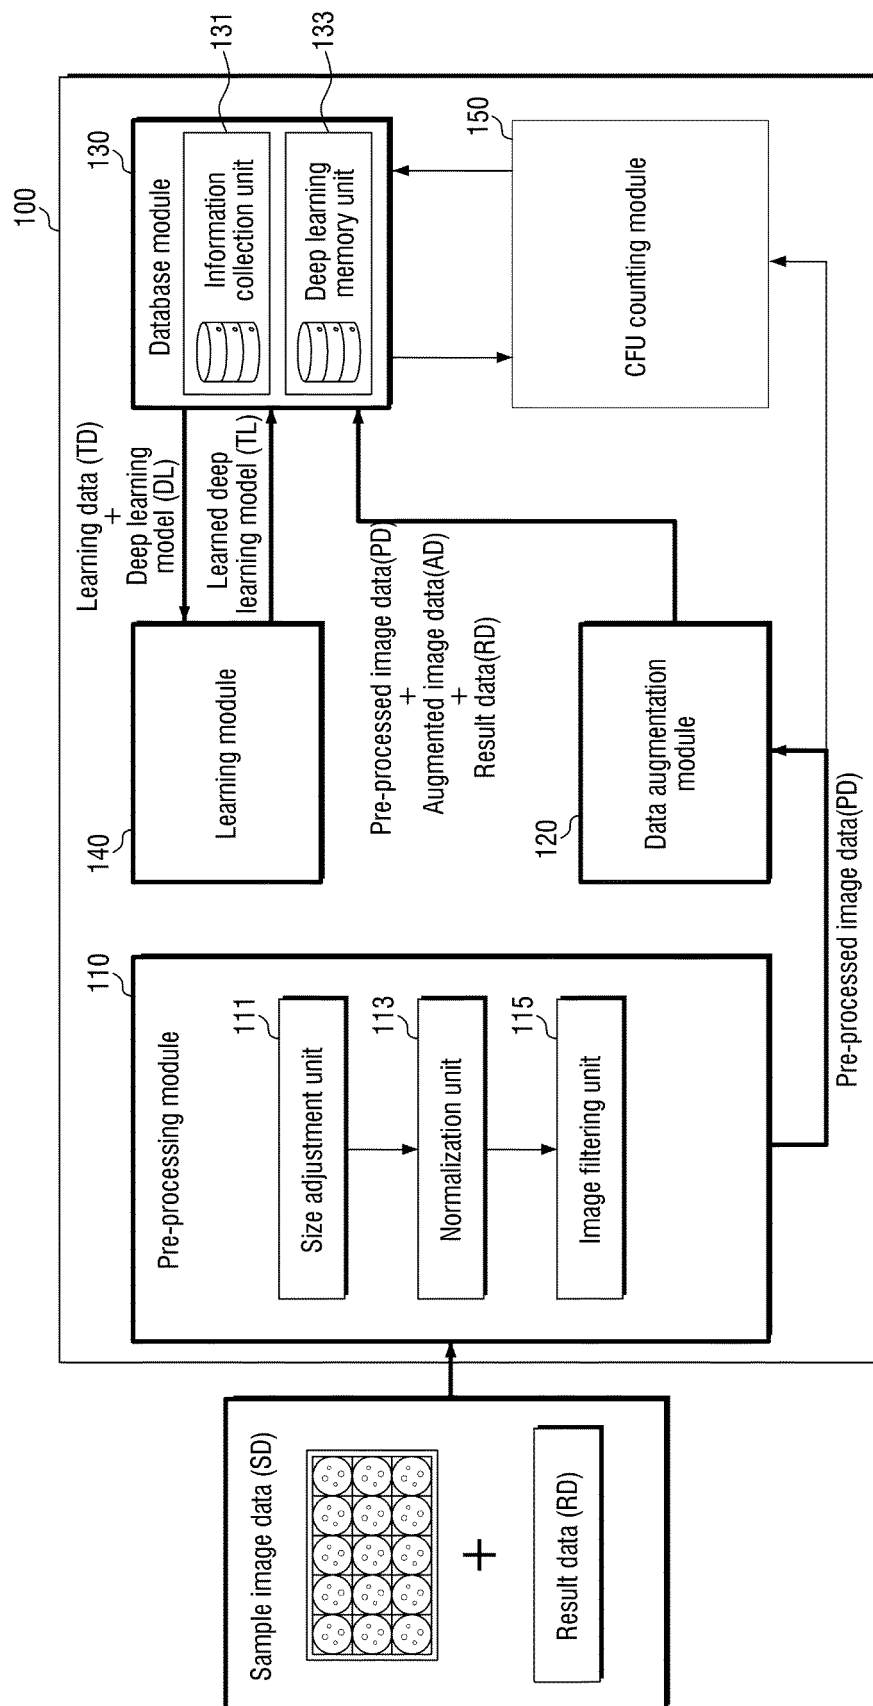 100
Sample image data (SD)
+
Result data (RD)
110
Pre-processing module
111
Size adjustment unit
113
Normalization unit
115
Image filtering unit
Pre-processed image data(PD)
140
Learning module
Learning data (TD)
+
Deep learning
model (DL)
Learned deep
learning model (TL)
130
Database module
131
Information
collection unit
133
Deep learning
memory unit
Pre-processed image data(PD)
+
Augmented image data(AD)
+
Result data(RD)
120
Data augmentation
module
150
CFU counting module